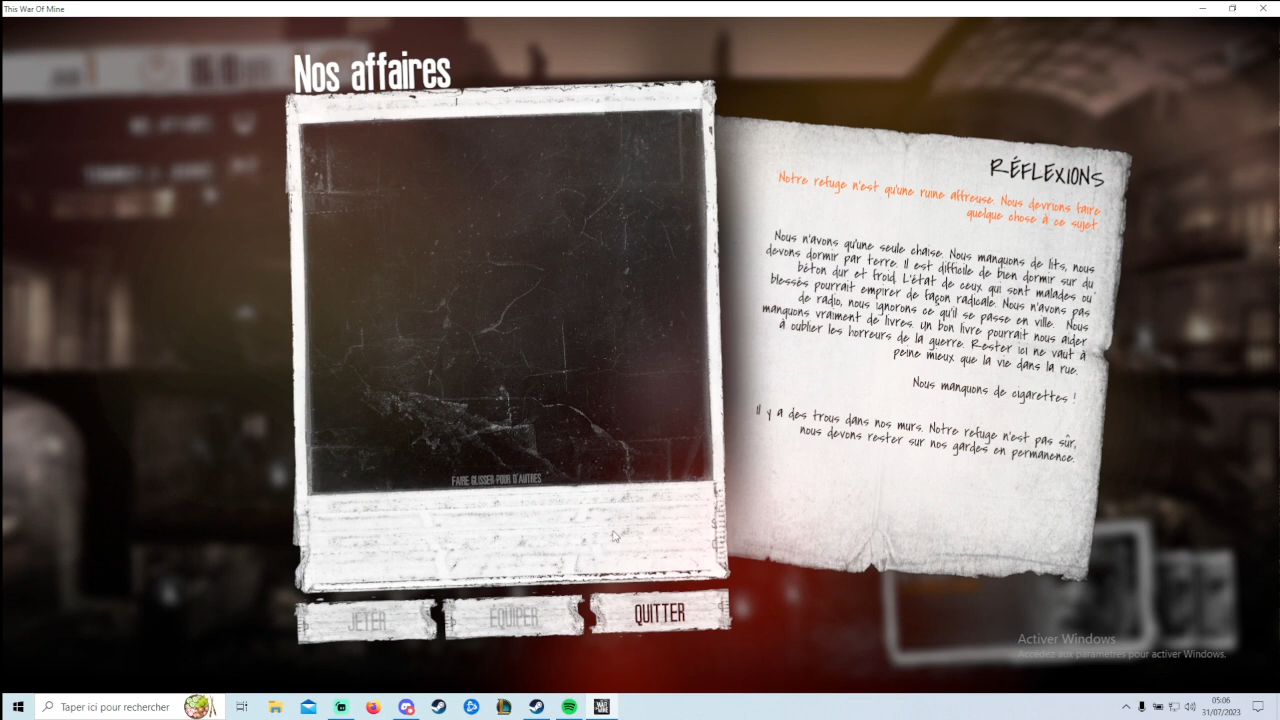 This War Of Mine
Nos affaires
RÉFLEXIONS
Notre refuge n'est qu'une ruine affreuse. Nous devrions faire
quelque chose à ce sujet
Nous n'avons qu'une seule chaise. Nous manquons de lits, nous
devons dormir par terre. Il est difficile de bien dormir sur du
béton dur et froid. L'état de ceux qui sont malades ou
blessés pourrait empirer de façon radicale. Nous n'avons pas
de radio, nous ignorons ce qu'il se passe en ville. Nous
manquons vraiment de livres. Un bon livre pourrait nous aider
à oublier les horreurs de la guerre. Rester ici ne vaut à
peine mieux que la vie dans la rue.
Nous manquons de cigarettes !
Il y a des trous dans nos murs. Notre refuge n'est pas sûr,
nous devons rester sur nos gardes en permanence.
FAIRE GLISSER POUR D'AUTRES
JETER
ÉQUIPER
QUITTER
Activer Windows
Accédez aux paramètres pour activer Windows.
Taper ici pour rechercher
05:06
31/07/2023